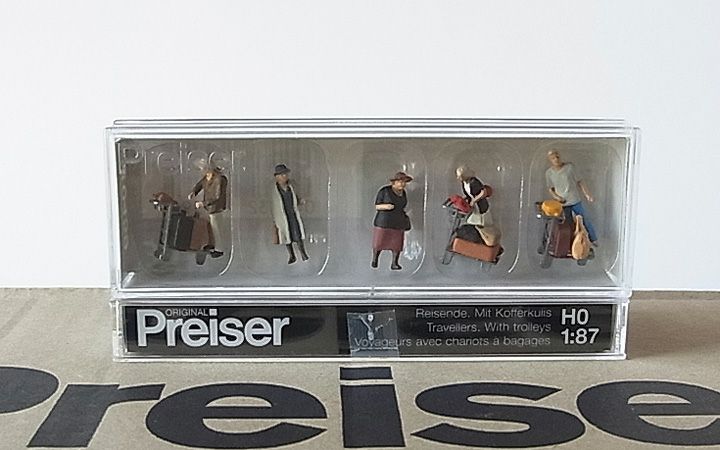 Preiser
ORIGINAL
Preiser
Reisende. Mit Kofferkulis
Travellers. With trolleys
Voyageurs avec chariots à bagages
H0
1:87
Preiser